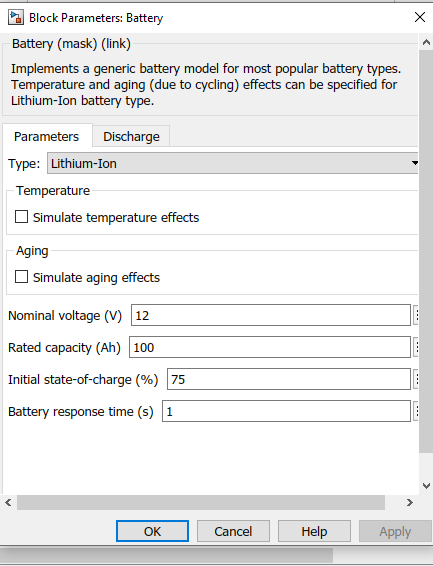 Block Parameters: Battery
Battery (mask) (link)
Implements a generic battery model for most popular battery types.
Temperature and aging (due to cycling) effects can be specified for
Lithium-Ion battery type.
Parameters
Discharge
Type: Lithium-Ion
Temperature
Simulate temperature effects
Aging
Simulate aging effects
Nominal voltage (V) 12
Rated capacity (Ah) 100
Initial state-of-charge (%) 75
Battery response time (s) 1
OK Cancel Help Apply